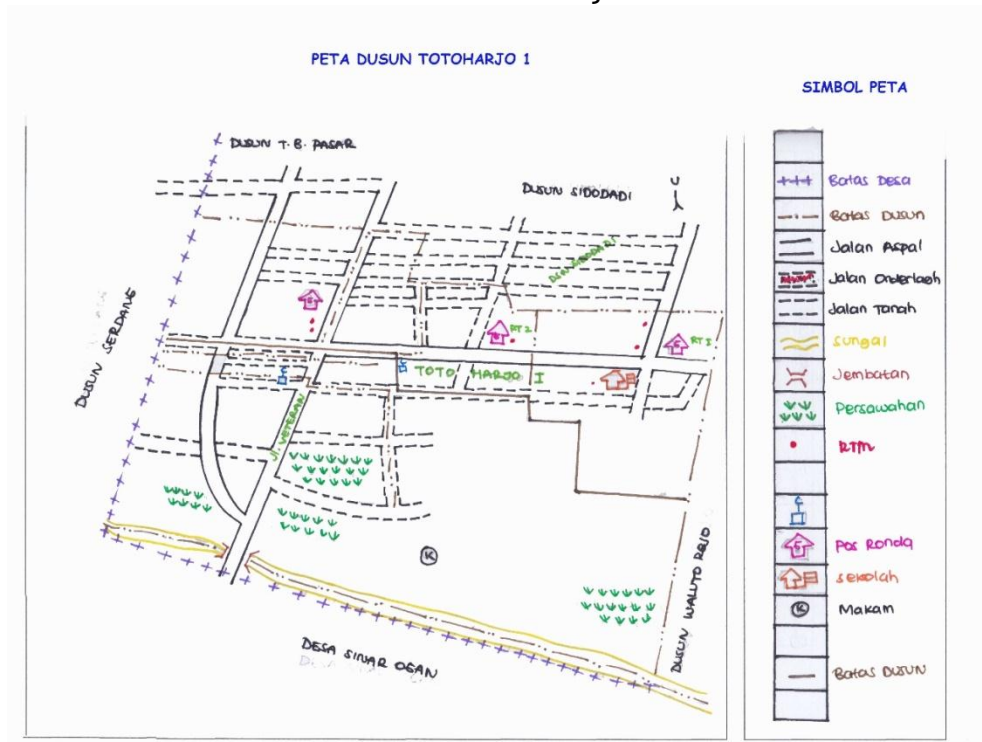 PETA DUSUN TOTOHARJO 1
SIMBOL PETA
DUSUN T. B. PASAR
DUSUN SIDODADI
U
DUSUN SERDANG
RT 2
RT I
TOTO HARJO I
JL. VETERAN
K
DUSUN WALUYO REJO
DESA SINAR OGAN
Batas Desa
Batas Dusun
Jalan Aspal
Jalan Onderlagh
Jalan Tanah
Sungai
Jembatan
Persawahan
RTM
Pos Ronda
Sekolah
K
Makam
Batas DUSUN